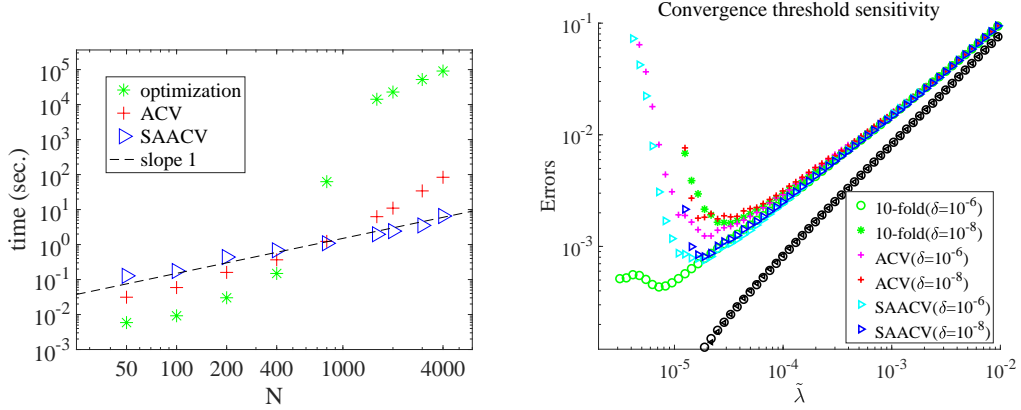 10^5
10^4
10^3
10^2
10^1
10^0
10^-1
10^-2
10^-3
time (sec.)
optimization
ACV
SAACV
slope 1
50 100 200 400 1000 4000
N
Convergence threshold sensitivity
10^-1
10^-2
10^-3
Errors
10-fold(δ=10^-6)
10-fold(δ=10^-8)
ACV(δ=10^-6)
ACV(δ=10^-8)
SAACV(δ=10^-6)
SAACV(δ=10^-8)
10^-5 10^-4 10^-3 10^-2
λ̃